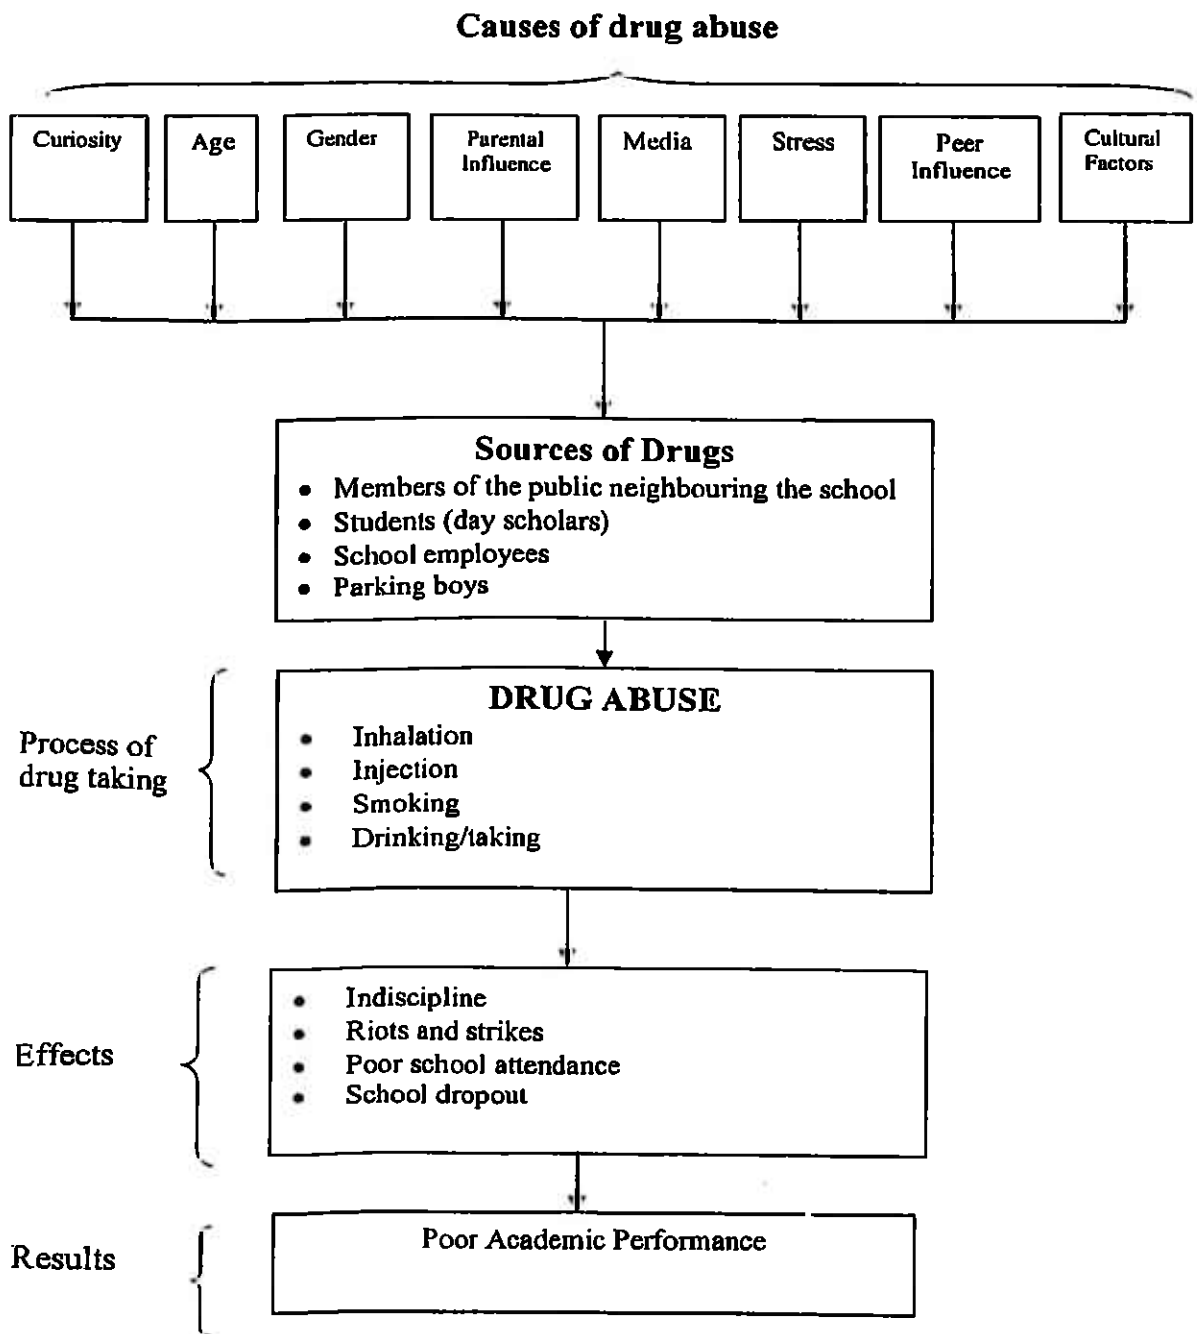 Causes of drug abuse
Curiosity
Age
Gender
Parental
Influence
Media
Stress
Peer
Influence
Cultural
Factors
Sources of Drugs
• Members of the public neighbouring the school
• Students (day scholars)
• School employees
• Parking boys
Process of
drug taking
DRUG ABUSE
• Inhalation
• Injection
• Smoking
• Drinking/taking
Effects
• Indiscipline
• Riots and strikes
• Poor school attendance
• School dropout
Results
Poor Academic Performance